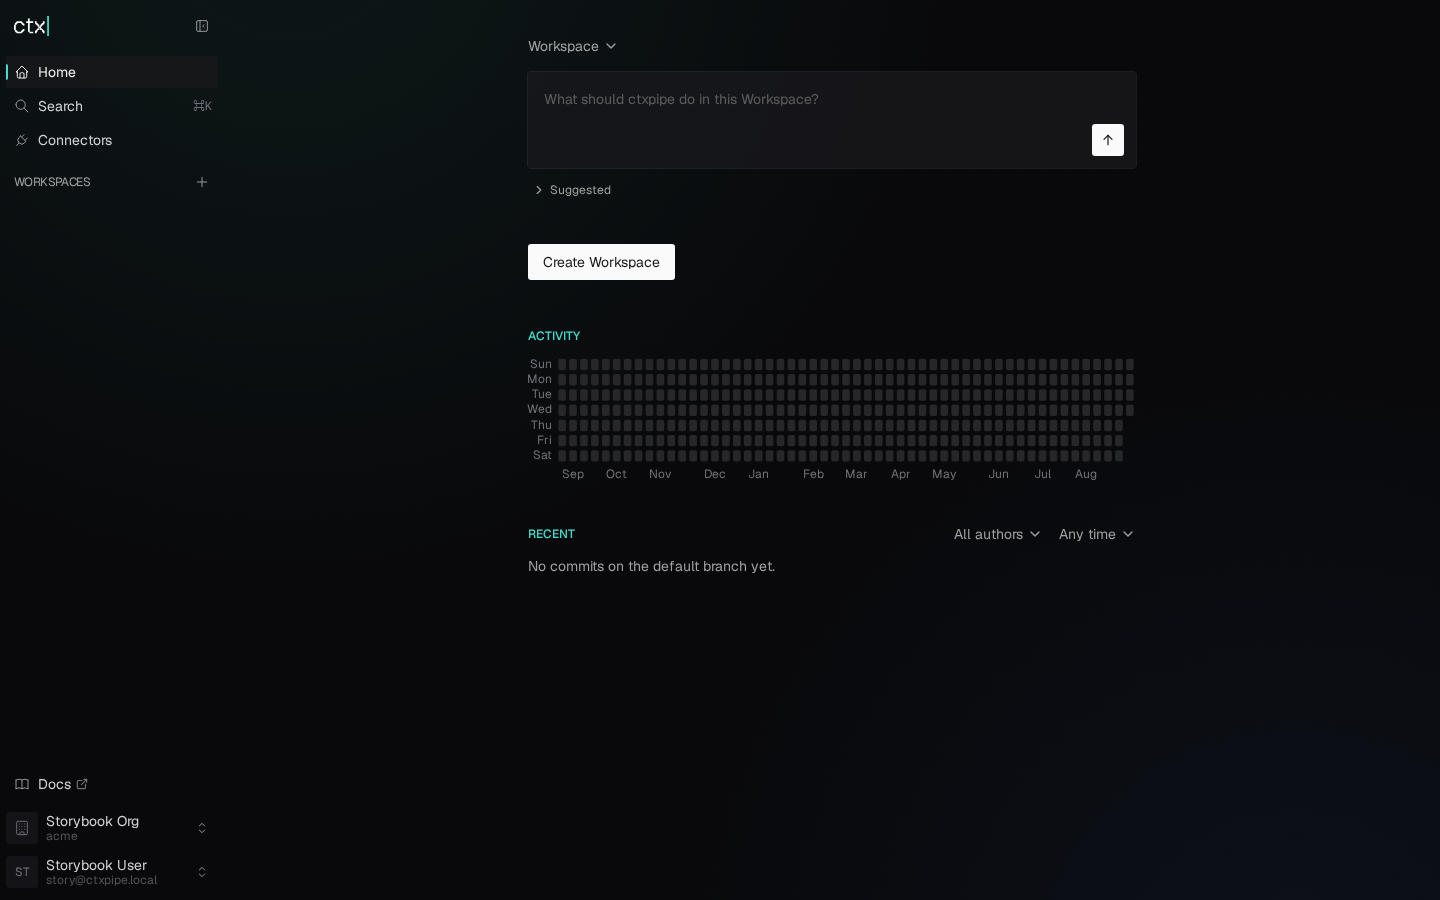 ctx
Home
Search ⌘K
Connectors
WORKSPACES
Workspace
What should ctxpipe do in this Workspace?
Suggested
Create Workspace
ACTIVITY
Sun
Mon
Tue
Wed
Thu
Fri
Sat
Sep Oct Nov Dec Jan Feb Mar Apr May Jun Jul Aug
RECENT All authors Any time
No commits on the default branch yet.
Docs
Storybook Org
acme
ST Storybook User
story@ctxpipe.local